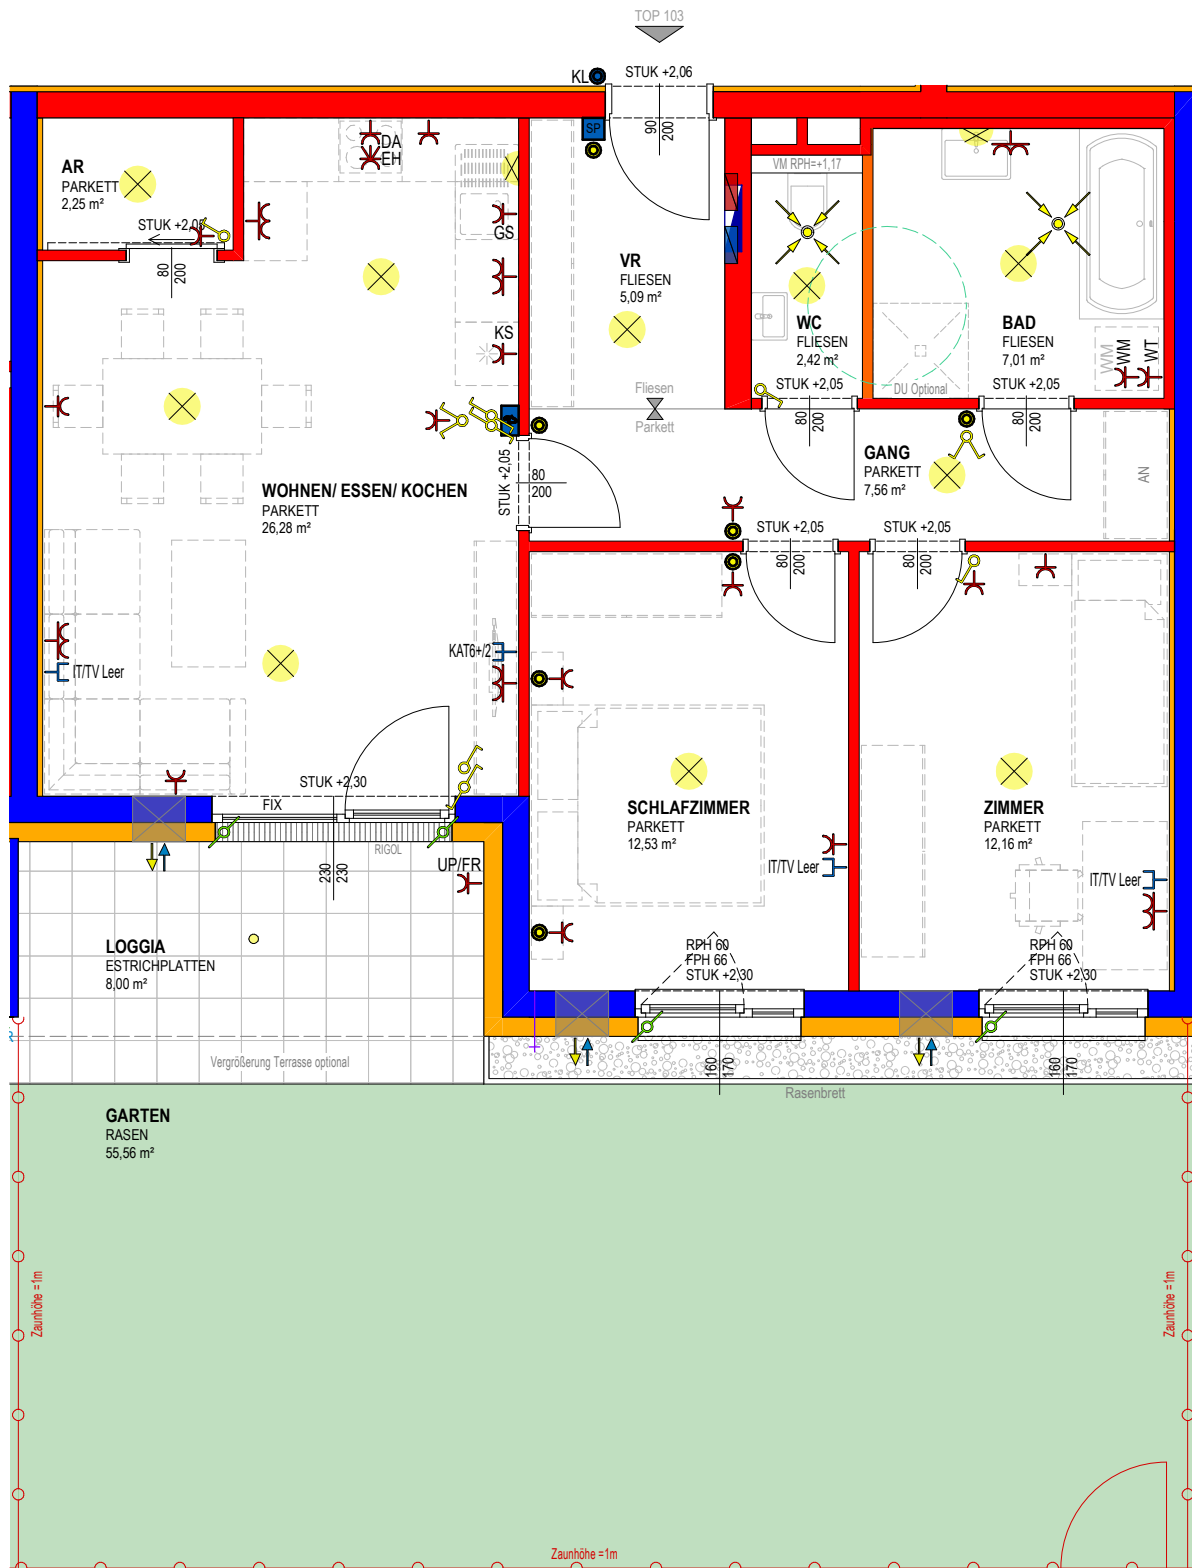 TOP 103
KL
STUK +2,06
90
200
SP
DA
EH
AR
PARKETT
2,25 m²
STUK +2,05
80
200
GS
KS
VR
FLIESEN
5,09 m²
VM RPH=+1,17
WC
FLIESEN
2,42 m²
STUK +2,05
80
200
BAD
FLIESEN
7,01 m²
WM
WM
WT
DU Optional
STUK +2,05
80
200
Fliesen
Parkett
GANG
PARKETT
7,56 m²
AN
WOHNEN/ ESSEN/ KOCHEN
PARKETT
26,28 m²
STUK +2,05
80
200
STUK +2,05
80
200
STUK +2,05
80
200
IT/TV Leer
KAT6+/2
STUK +2,30
FIX
RIGOL
230
230
UP/FR
SCHLAFZIMMER
PARKETT
12,53 m²
IT/TV Leer
ZIMMER
PARKETT
12,16 m²
IT/TV Leer
LOGGIA
ESTRICHPLATTEN
8,00 m²
RPH 60
FPH 66
STUK +2,30
RPH 60
FPH 66
STUK +2,30
Vergrößerung Terrasse optional
160
170
160
170
Rasenbrett
GARTEN
RASEN
55,56 m²
Zaunhöhe =1m
Zaunhöhe =1m
Zaunhöhe =1m